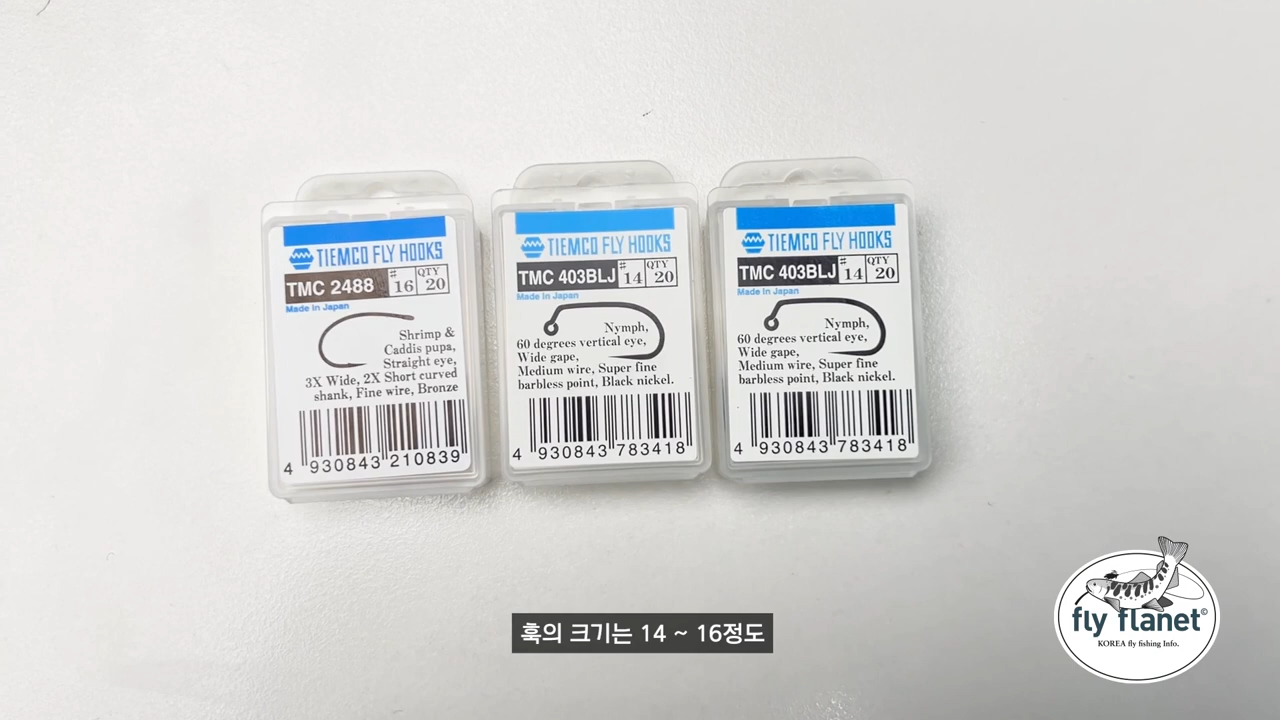 TIEMCO FLY HOOKS
TMC 2488
# 16
QTY 20
Made in Japan
Shrimp &
Caddis pupa,
Straight eye,
3X Wide, 2X Short curved
shank, Fine wire, Bronze
4 930843 210839
TIEMCO FLY HOOKS
TMC 403BLJ
# 14
QTY 20
Made in Japan
Nymph,
60 degrees vertical eye,
Wide gape,
Medium wire, Super fine
barbless point, Black nickel.
4 930843 783418
TIEMCO FLY HOOKS
TMC 403BLJ
# 14
QTY 20
Made in Japan
Nymph,
60 degrees vertical eye,
Wide gape,
Medium wire, Super fine
barbless point, Black nickel.
4 930843 783418
훅의 크기는 14 ~ 16정도
fly flanet©
KOREA fly fishing Info.